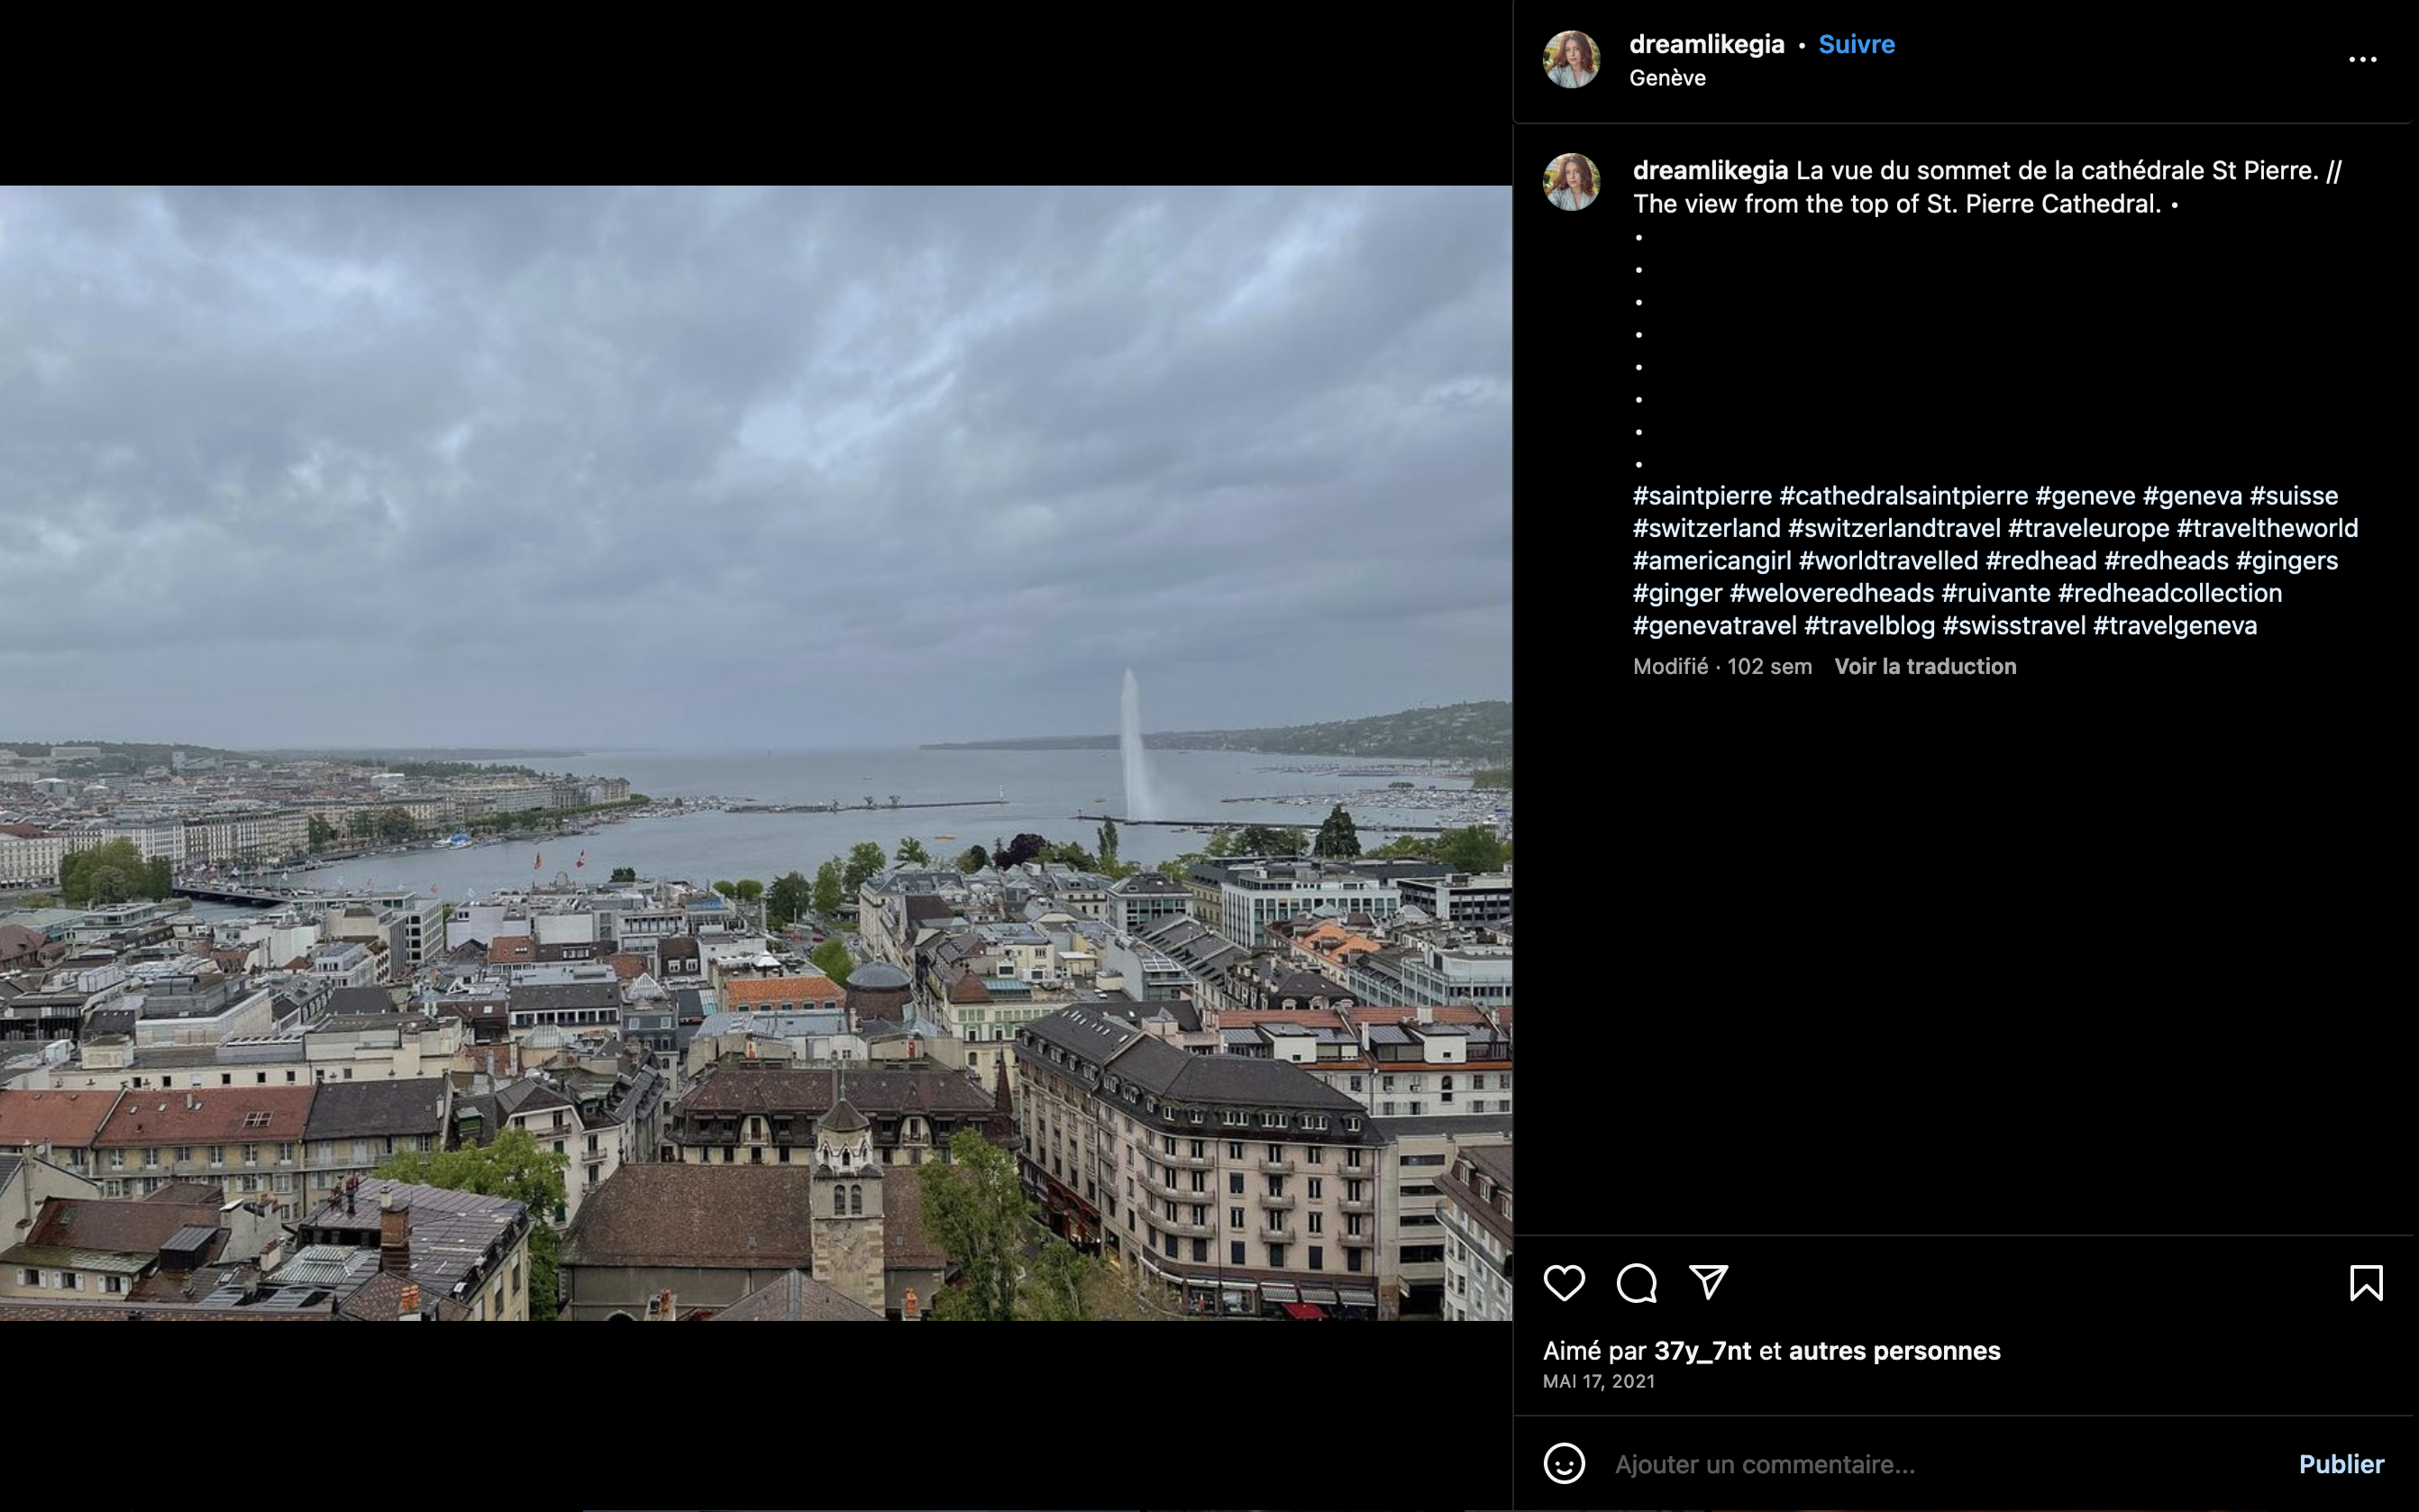 dreamlikegia • Suivre
Genève
dreamlikegia La vue du sommet de la cathédrale St Pierre. //
The view from the top of St. Pierre Cathedral. •
•
•
•
•
•
•
•
•
#saintpierre #cathedralsaintpierre #geneve #geneva #suisse
#switzerland #switzerlandtravel #traveleurope #traveltheworld
#americangirl #worldtravelled #redhead #redheads #gingers
#ginger #weloveredheads #ruivante #redheadcollection
#genevatravel #travelblog #swisstravel #travelgeneva
Modifié · 102 sem Voir la traduction
Aimé par 37y_7nt et autres personnes
MAI 17, 2021
Ajouter un commentaire...
Publier